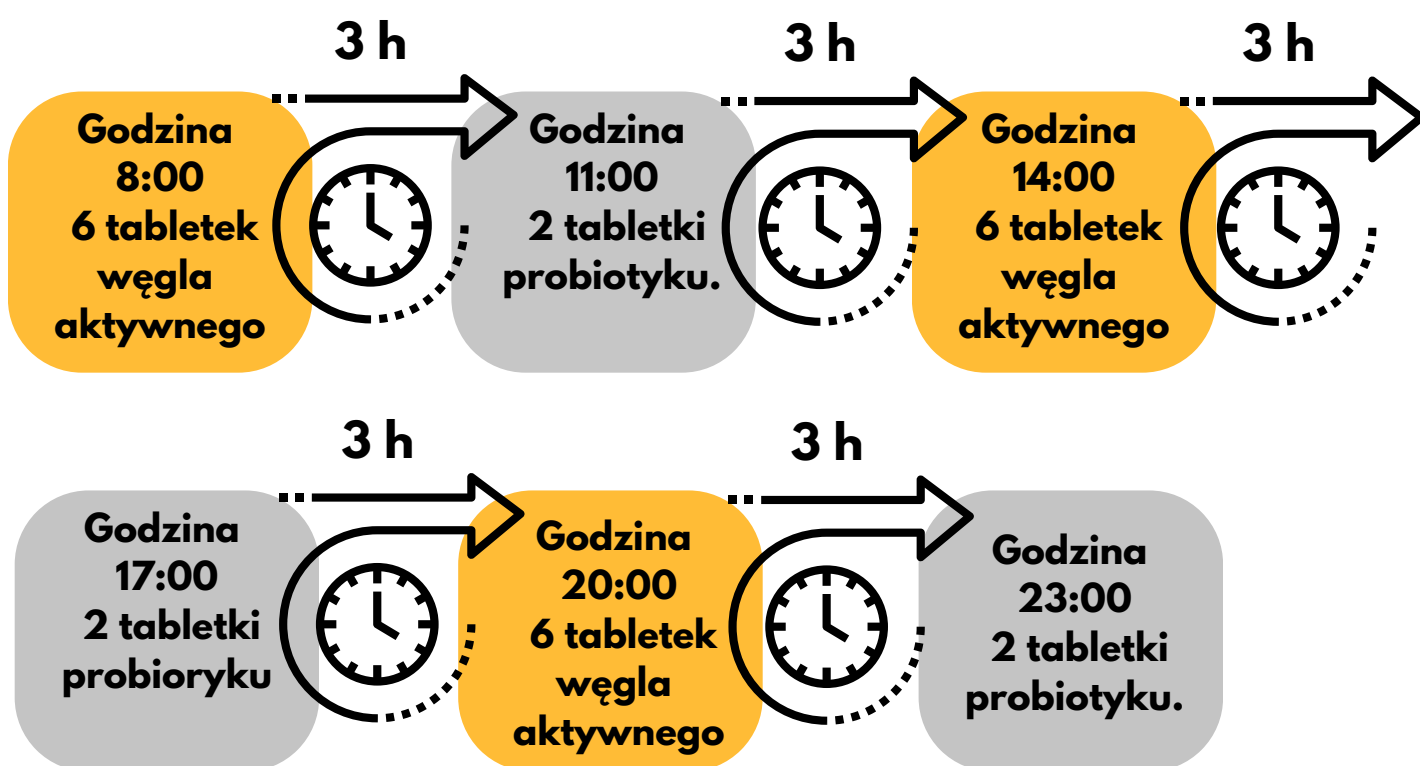 3 h
3 h
3 h
Godzina
8:00
6 tabletek
węgla
aktywnego
Godzina
11:00
2 tabletki
probiotyku.
Godzina
14:00
6 tabletek
węgla
aktywnego
3 h
3 h
Godzina
17:00
2 tabletki
probioryku
Godzina
20:00
6 tabletek
węgla
aktywnego
Godzina
23:00
2 tabletki
probiotyku.